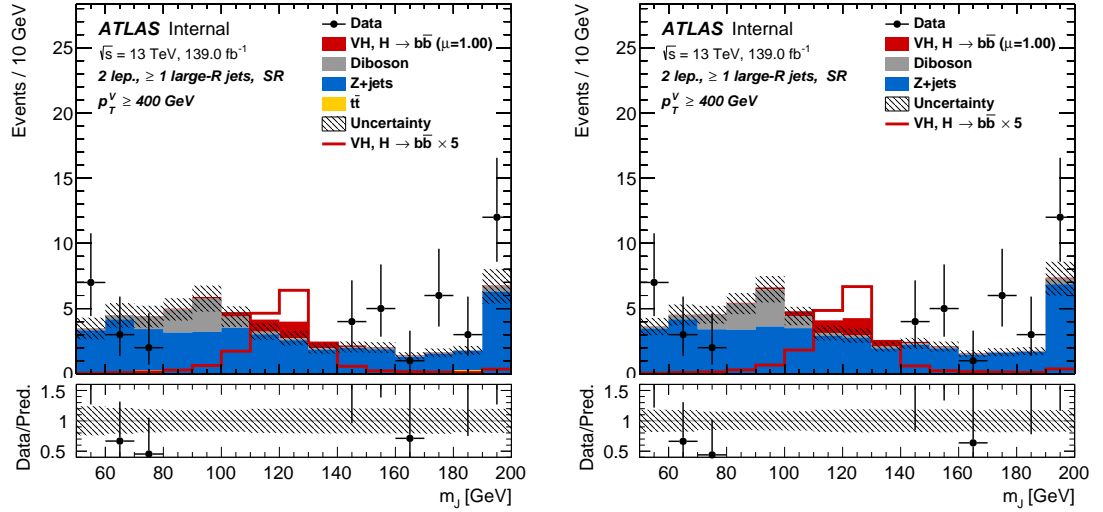 ATLAS Internal
√s = 13 TeV, 139.0 fb⁻¹
2 lep., ≥ 1 large-R jets, SR
p_T^V ≥ 400 GeV
Data
VH, H → bb̅ (μ=1.00)
Diboson
Z+jets
tt̅
Uncertainty
VH, H → bb̅ × 5
Events / 10 GeV
25
20
15
10
5
0
Data/Pred.
1.5
1
0.5
60 80 100 120 140 160 180 200
m_J [GeV]
ATLAS Internal
√s = 13 TeV, 139.0 fb⁻¹
2 lep., ≥ 1 large-R jets, SR
p_T^V ≥ 400 GeV
Data
VH, H → bb̅ (μ=1.00)
Diboson
Z+jets
tt̅
Uncertainty
VH, H → bb̅ × 5
Events / 10 GeV
25
20
15
10
5
0
Data/Pred.
1.5
1
0.5
60 80 100 120 140 160 180 200
m_J [GeV]